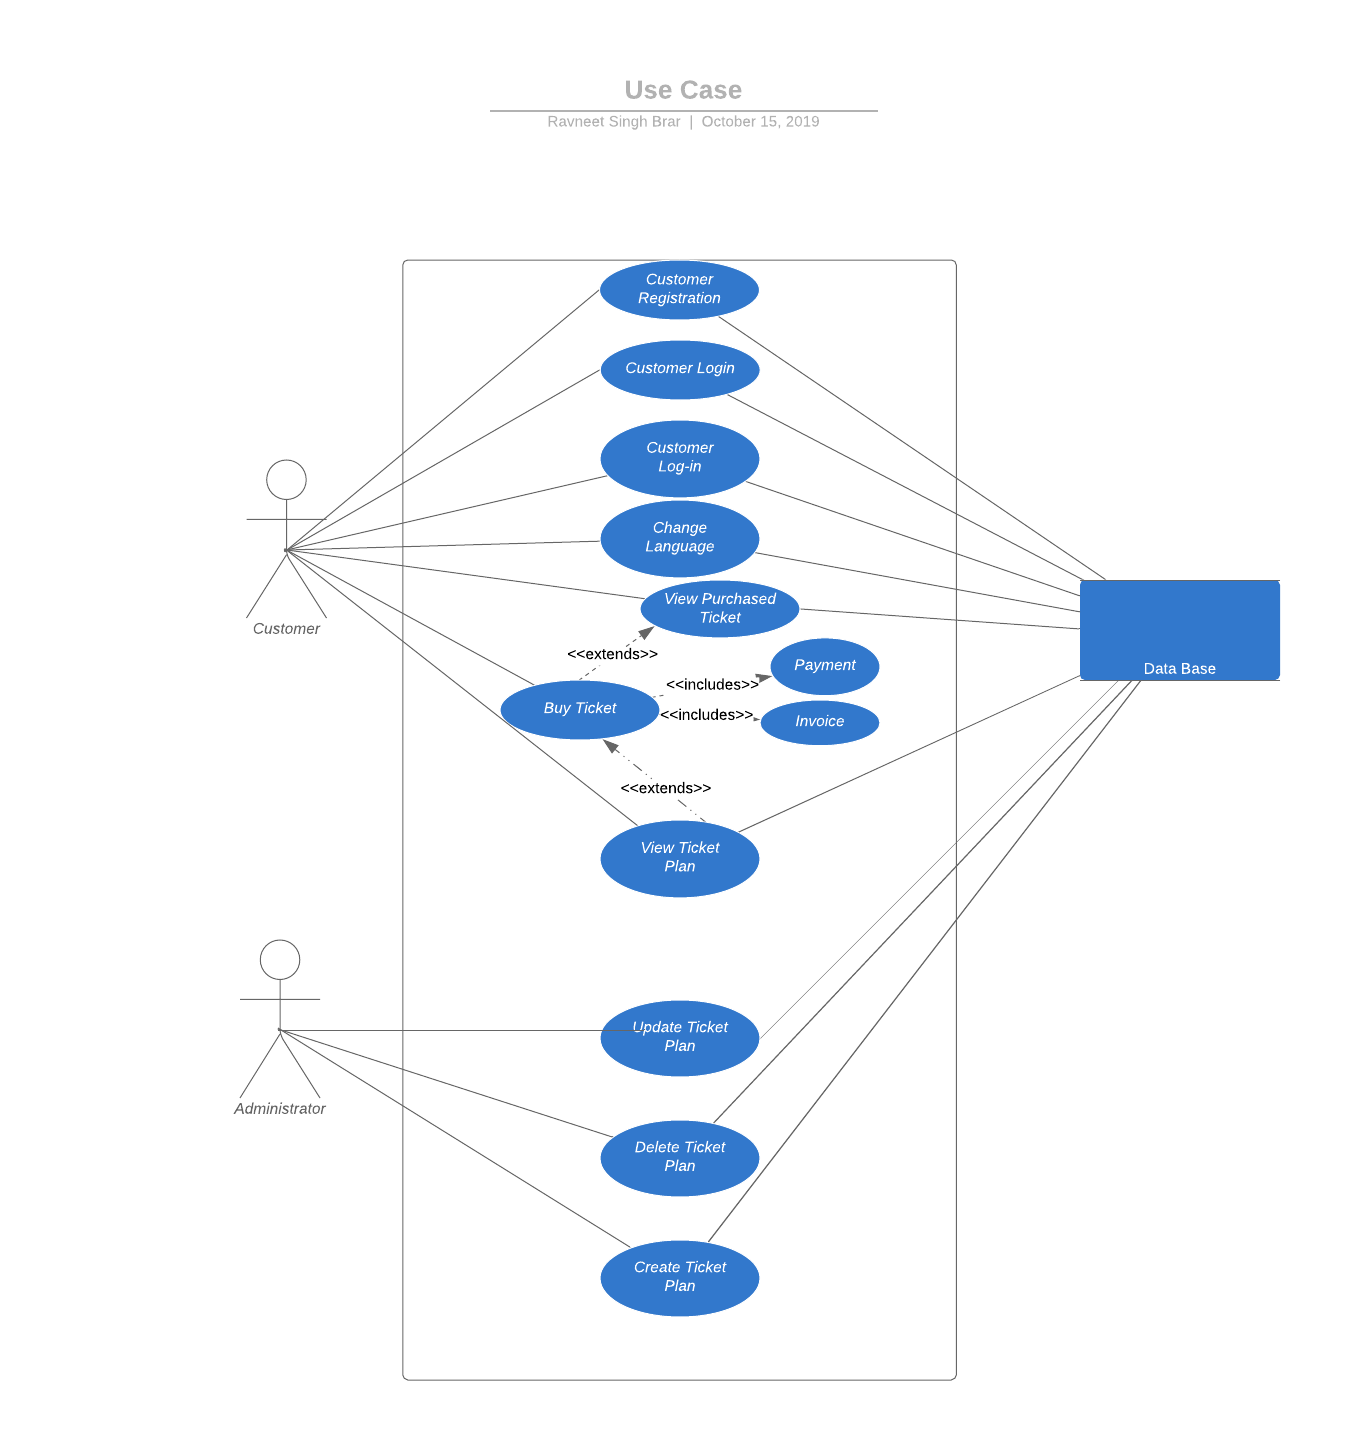 Use Case
Ravneet Singh Brar | October 15, 2019
Customer
Registration
Customer Login
Customer
Log-in
Change
Language
View Purchased
Ticket
Customer
<<extends>>
Payment
<<includes>>
Data Base
Buy Ticket
<<includes>>
Invoice
<<extends>>
View Ticket
Plan
Update Ticket
Plan
Administrator
Delete Ticket
Plan
Create Ticket
Plan